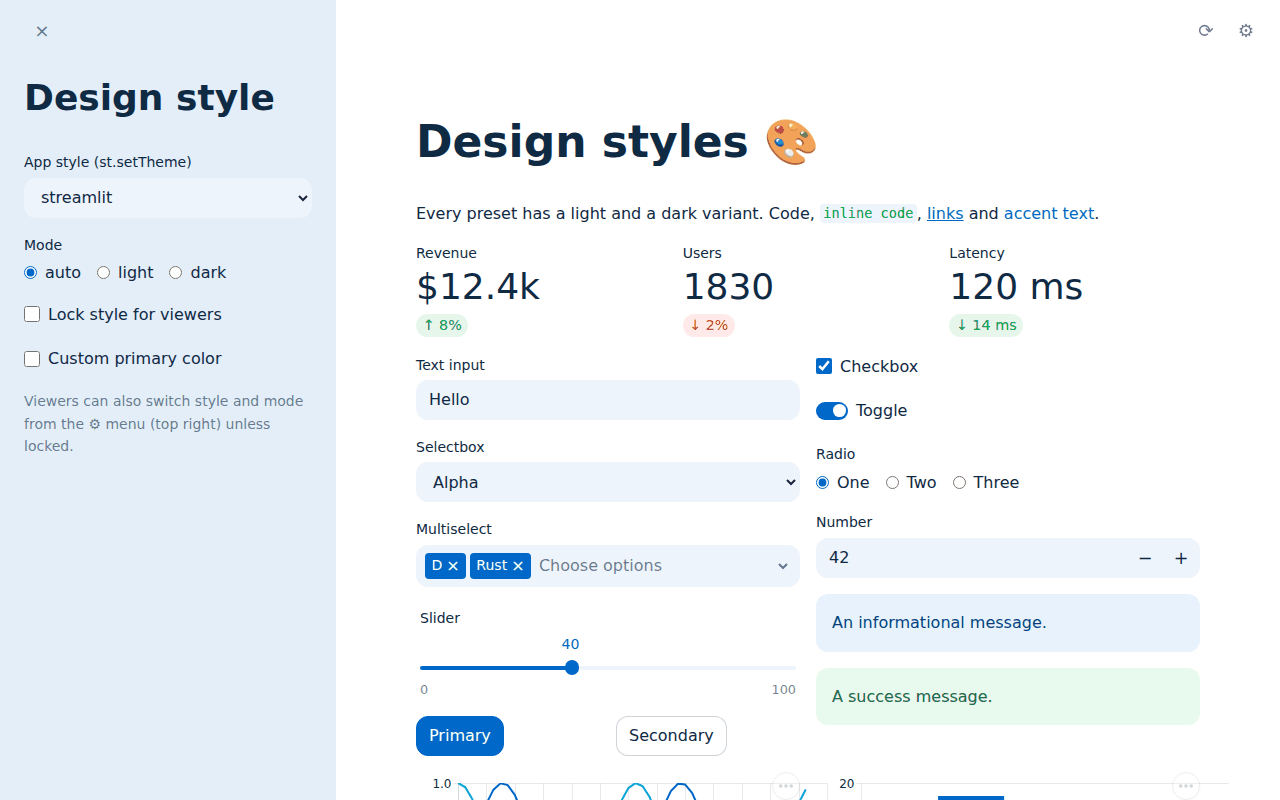 ×
Design style
App style (st.setTheme)
streamlit
Mode
auto light dark
Lock style for viewers
Custom primary color
Viewers can also switch style and mode
from the ⚙ menu (top right) unless
locked.
⟳ ⚙
Design styles 🎨
Every preset has a light and a dark variant. Code, inline code, links and accent text.
Revenue
$12.4k
↑ 8%
Users
1830
↓ 2%
Latency
120 ms
↓ 14 ms
Text input
Hello
Selectbox
Alpha
Multiselect
D × Rust × Choose options
Slider
40
0 100
Primary Secondary
Checkbox
Toggle
Radio
One Two Three
Number
42 − +
An informational message.
A success message.
1.0
20